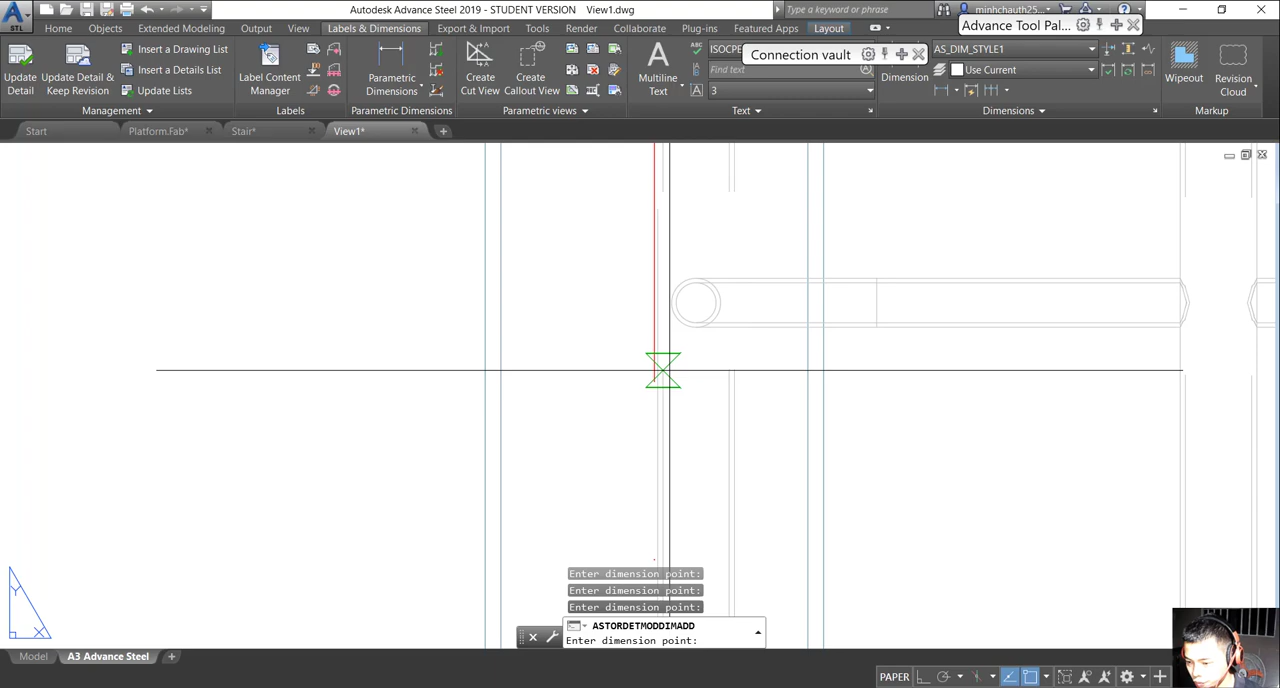 Autodesk Advance Steel 2019 - STUDENT VERSION View1.dwg
Type a keyword or phrase
minhchauth25...
STL
Home Objects Extended Modeling Output View Labels & Dimensions Export & Import Tools Render Collaborate Add-ins Plug-ins Featured Apps Layout
Advance Tool Pal...
Update Detail
Update Detail & Keep Revision
Insert a Drawing List
Insert a Details List
Update Lists
Management
Label Content Manager
Labels
Parametric Dimensions
Parametric Dimensions
Create Cut View
Create Callout View
Parametric views
Multiline Text
ISOCPE
Find text
3
Text
Connection vault
Dimension
AS_DIM_STYLE1
Use Current
Dimensions
Wipeout
Revision Cloud
Markup
Start
Platform.Fab*
Stair*
View1*
Y
X
Enter dimension point:
Enter dimension point:
Enter dimension point:
ASTORDETMODDIMADD
Enter dimension point:
Model
A3 Advance Steel
PAPER